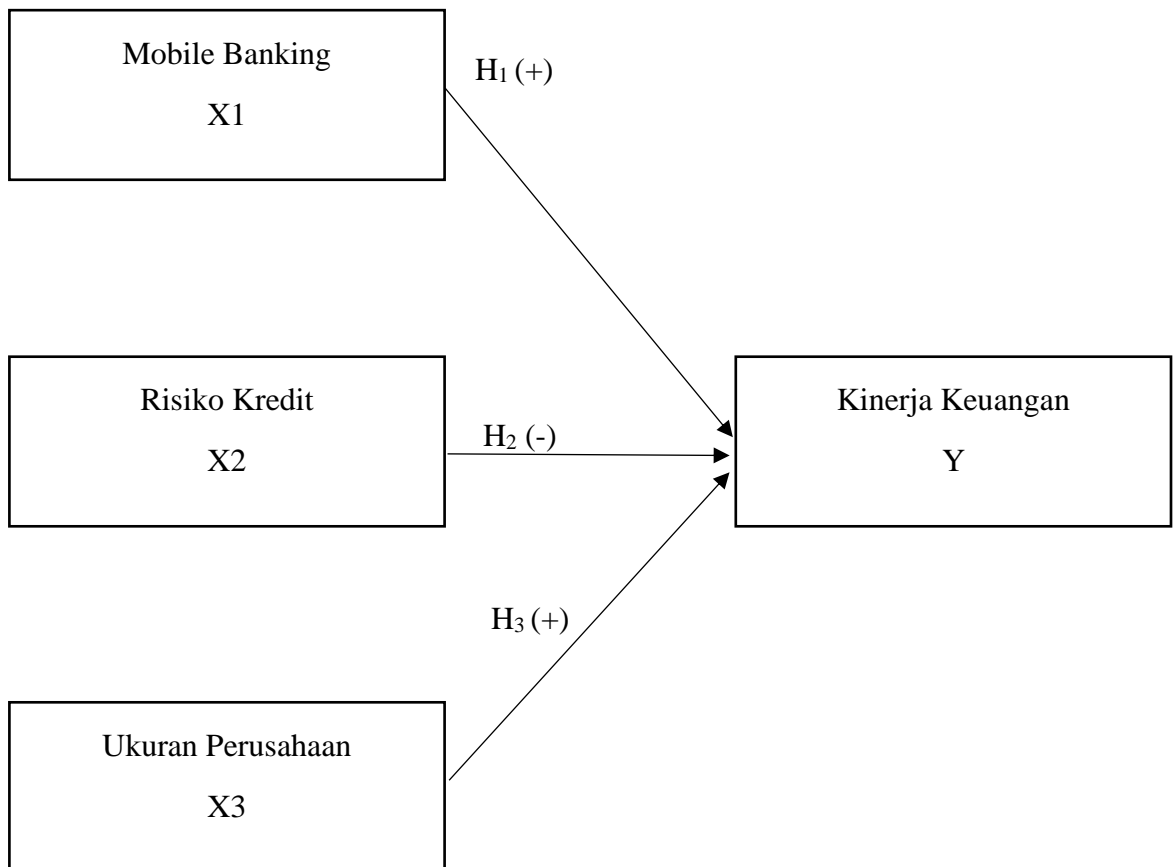 Mobile Banking
X1
H₁ (+)
Risiko Kredit
X2
H₂ (-)
Kinerja Keuangan
Y
H₃ (+)
Ukuran Perusahaan
X3